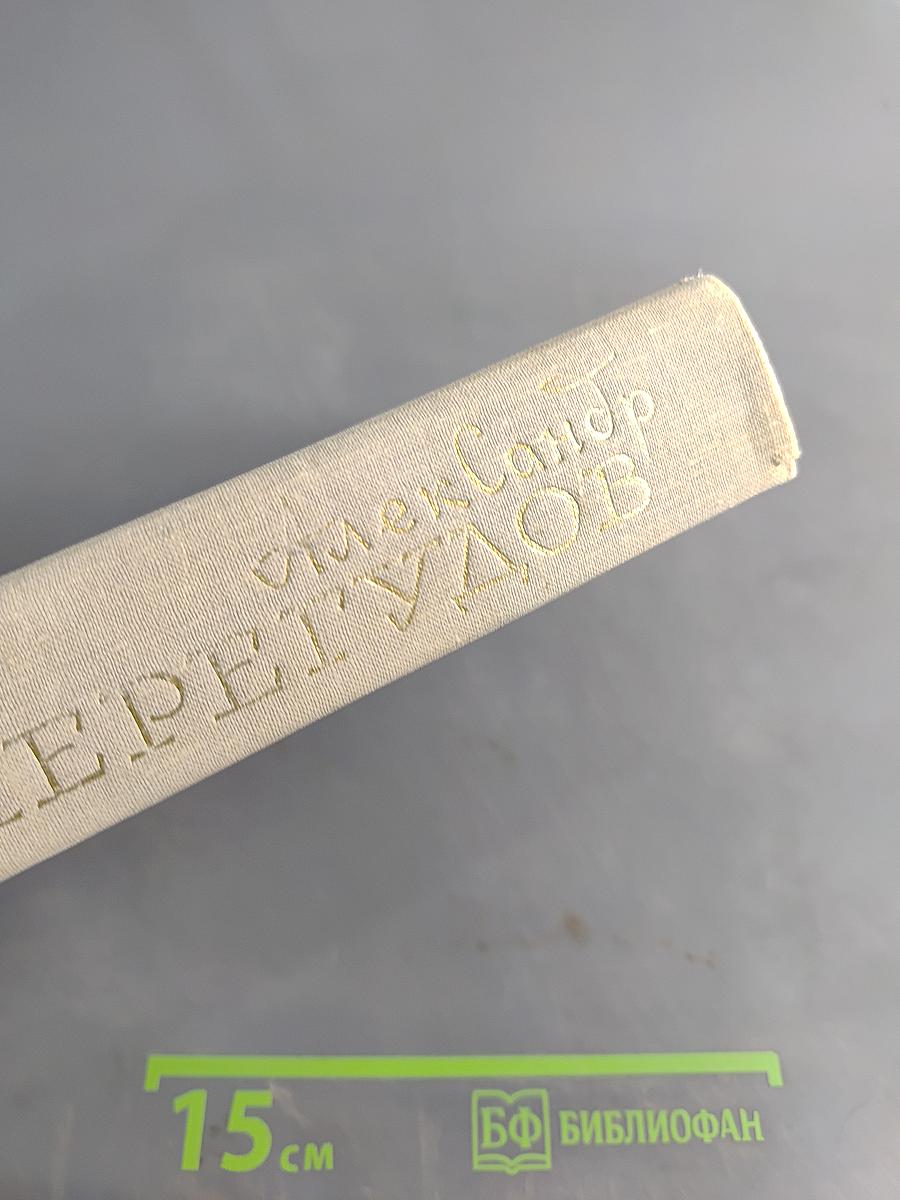 АлекСандр
ПЕРЕГУДОВ
15 см
БФ БИБЛИОФАН